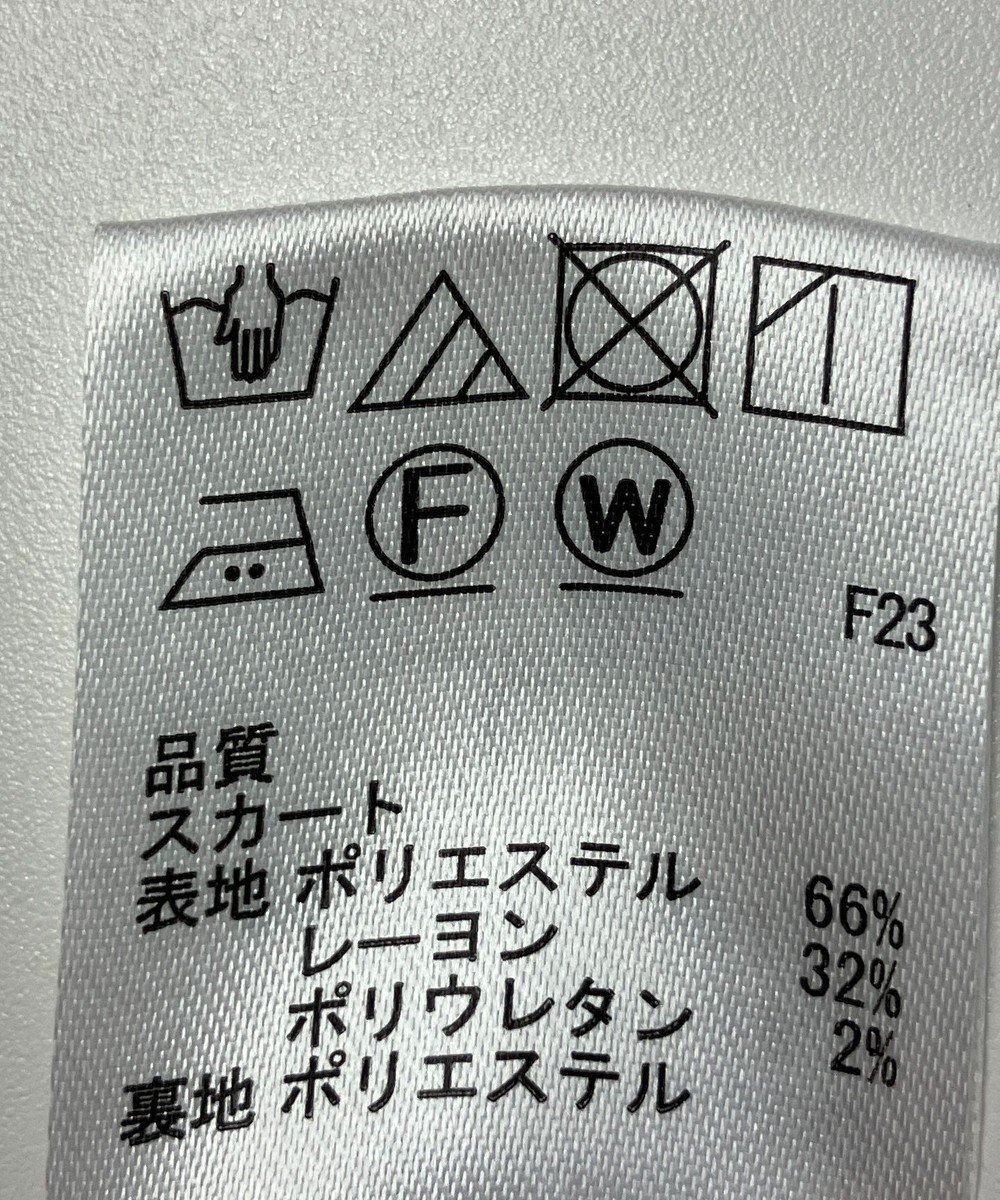 F W
F23
品質
スカート
表地 ポリエステル 66%
レーヨン 32%
ポリウレタン 2%
裏地 ポリエステル